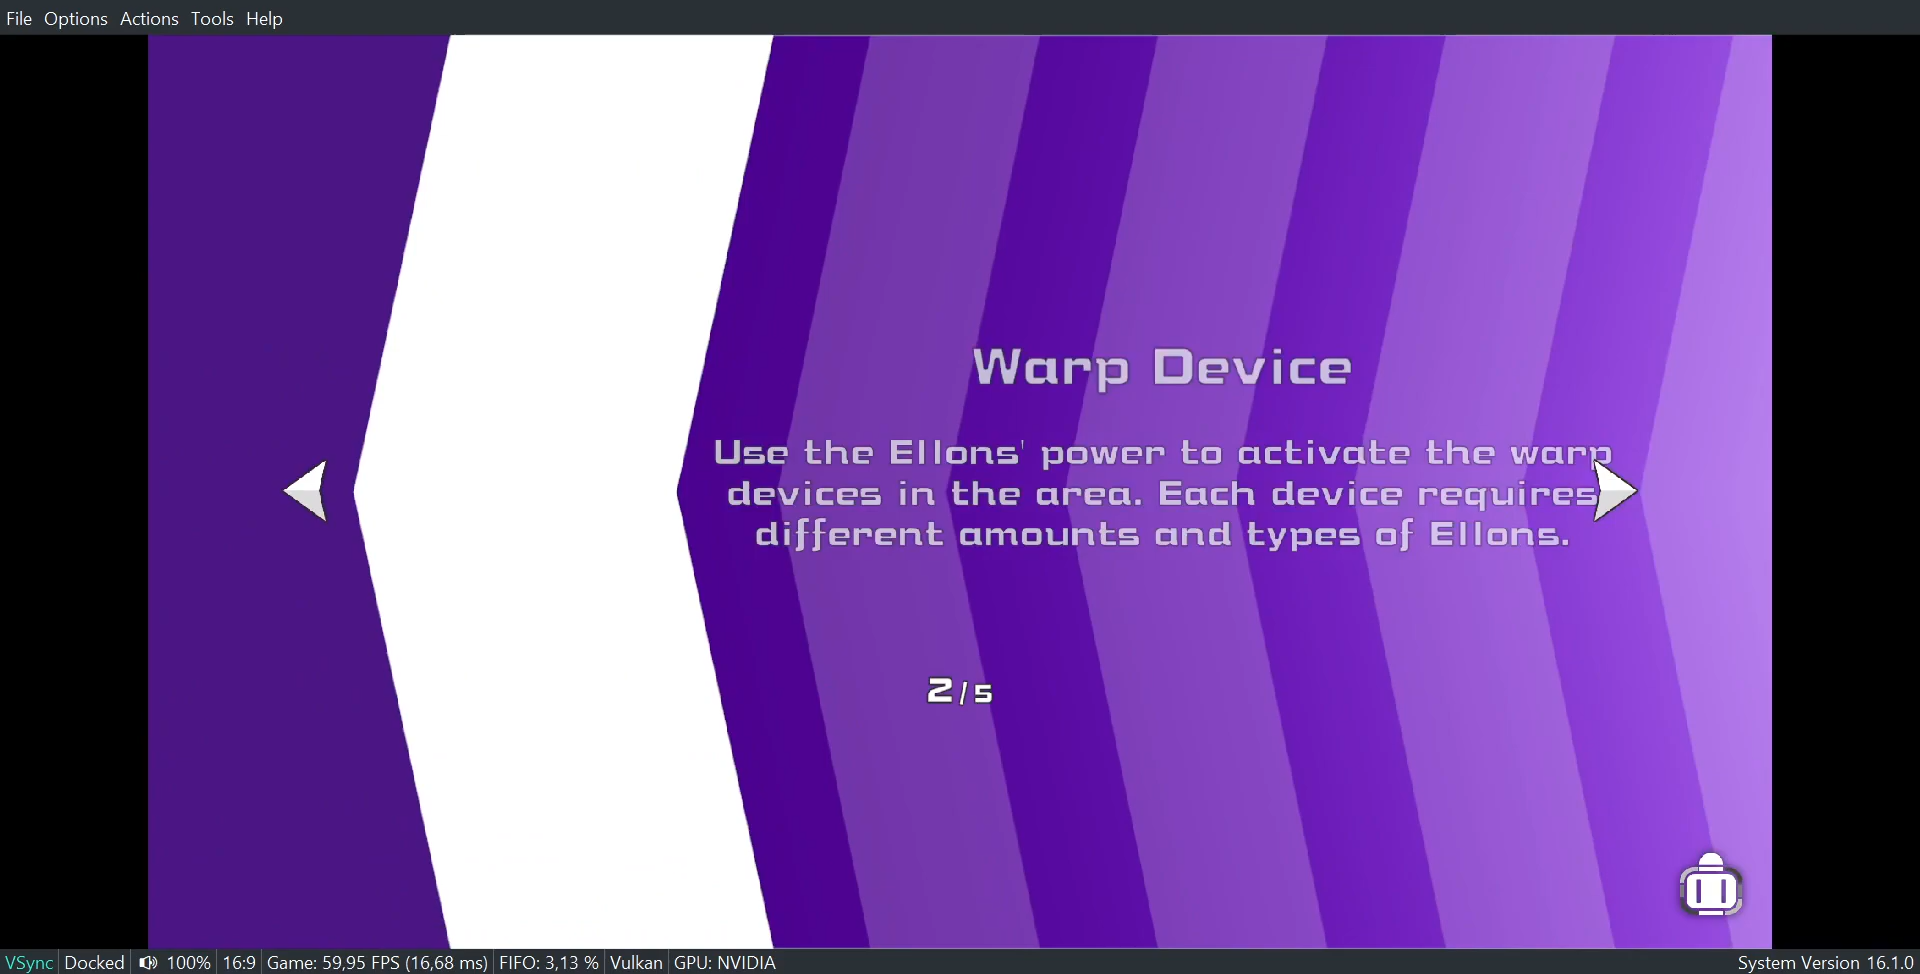 File Options Actions Tools Help
Warp Device
Use the Ellons' power to activate the warp
devices in the area. Each device requires
different amounts and types of Ellons.
2/5
VSync Docked 100% 16:9 Game: 59,95 FPS (16,68 ms) FIFO: 3,13 % Vulkan GPU: NVIDIA System Version 16.1.0